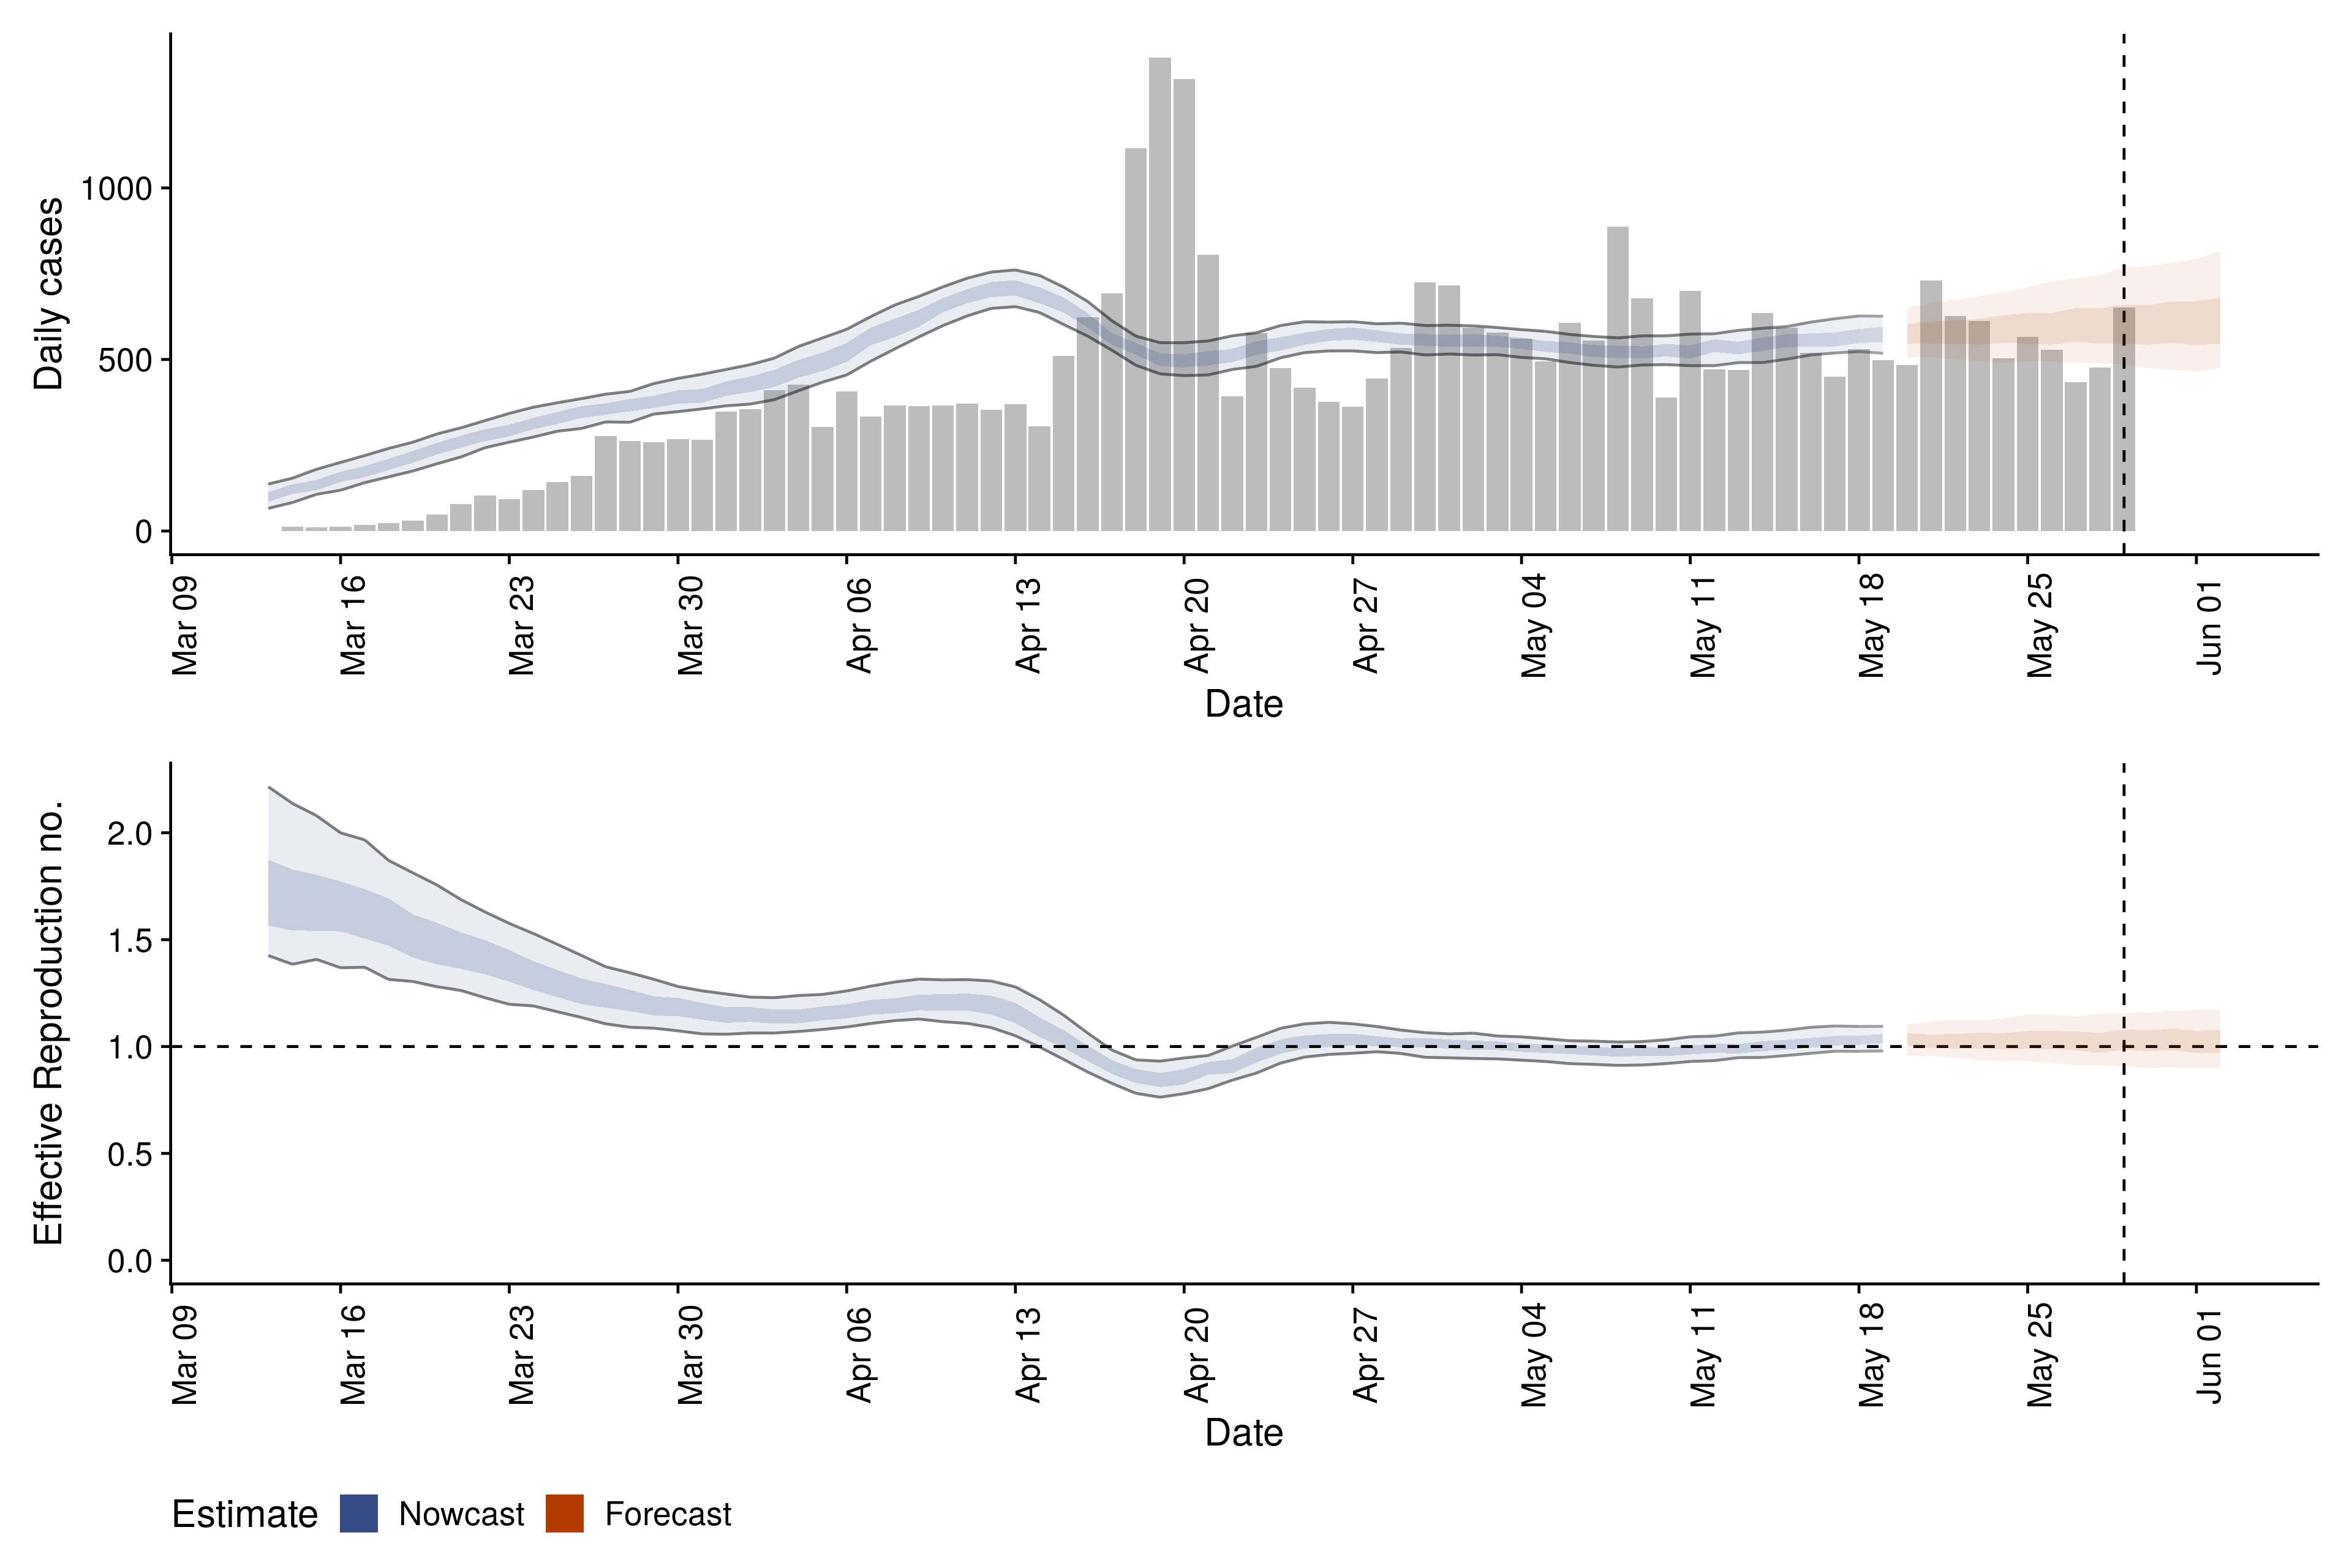 Daily cases
1000
500
0
Mar 09
Mar 16
Mar 23
Mar 30
Apr 06
Apr 13
Apr 20
Apr 27
May 04
May 11
May 18
May 25
Jun 01
Date
Effective Reproduction no.
2.0
1.5
1.0
0.5
0.0
Mar 09
Mar 16
Mar 23
Mar 30
Apr 06
Apr 13
Apr 20
Apr 27
May 04
May 11
May 18
May 25
Jun 01
Date
Estimate Nowcast Forecast